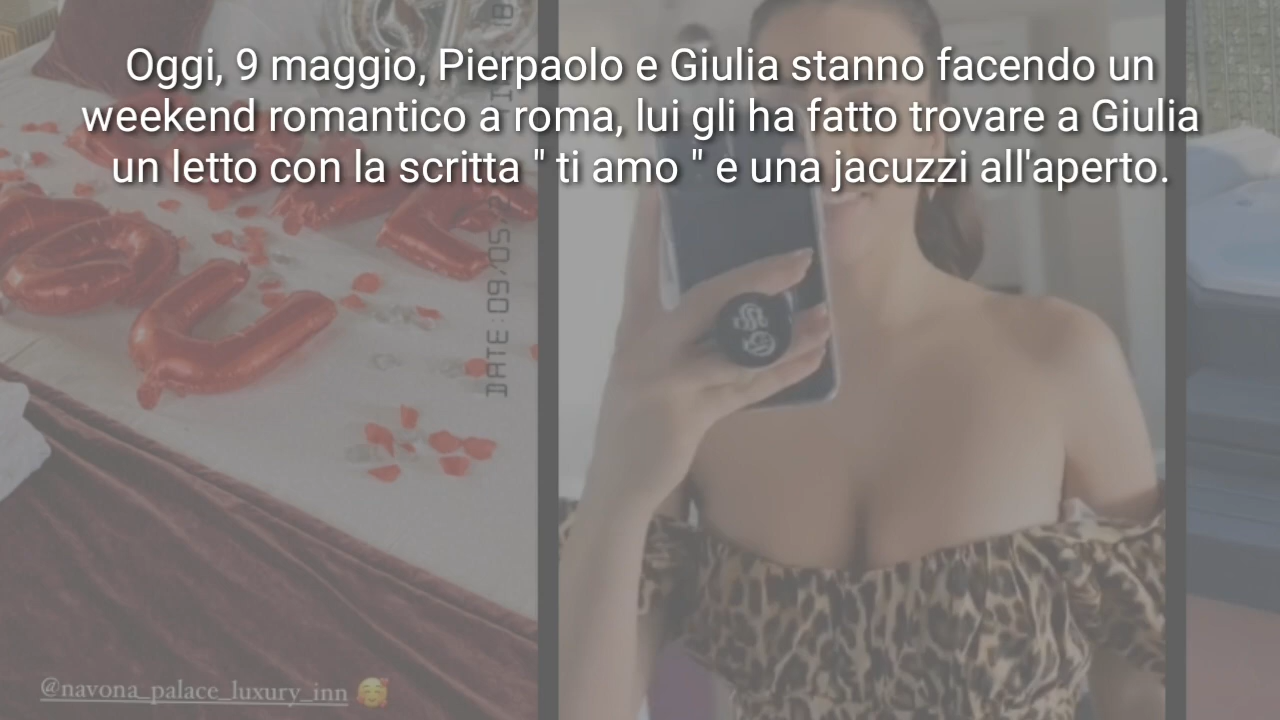 Oggi, 9 maggio, Pierpaolo e Giulia stanno facendo un
weekend romantico a roma, lui gli ha fatto trovare a Giulia
un letto con la scritta " ti amo " e una jacuzzi all'aperto.
DATE :09/05/
@navona_palace_luxury_inn